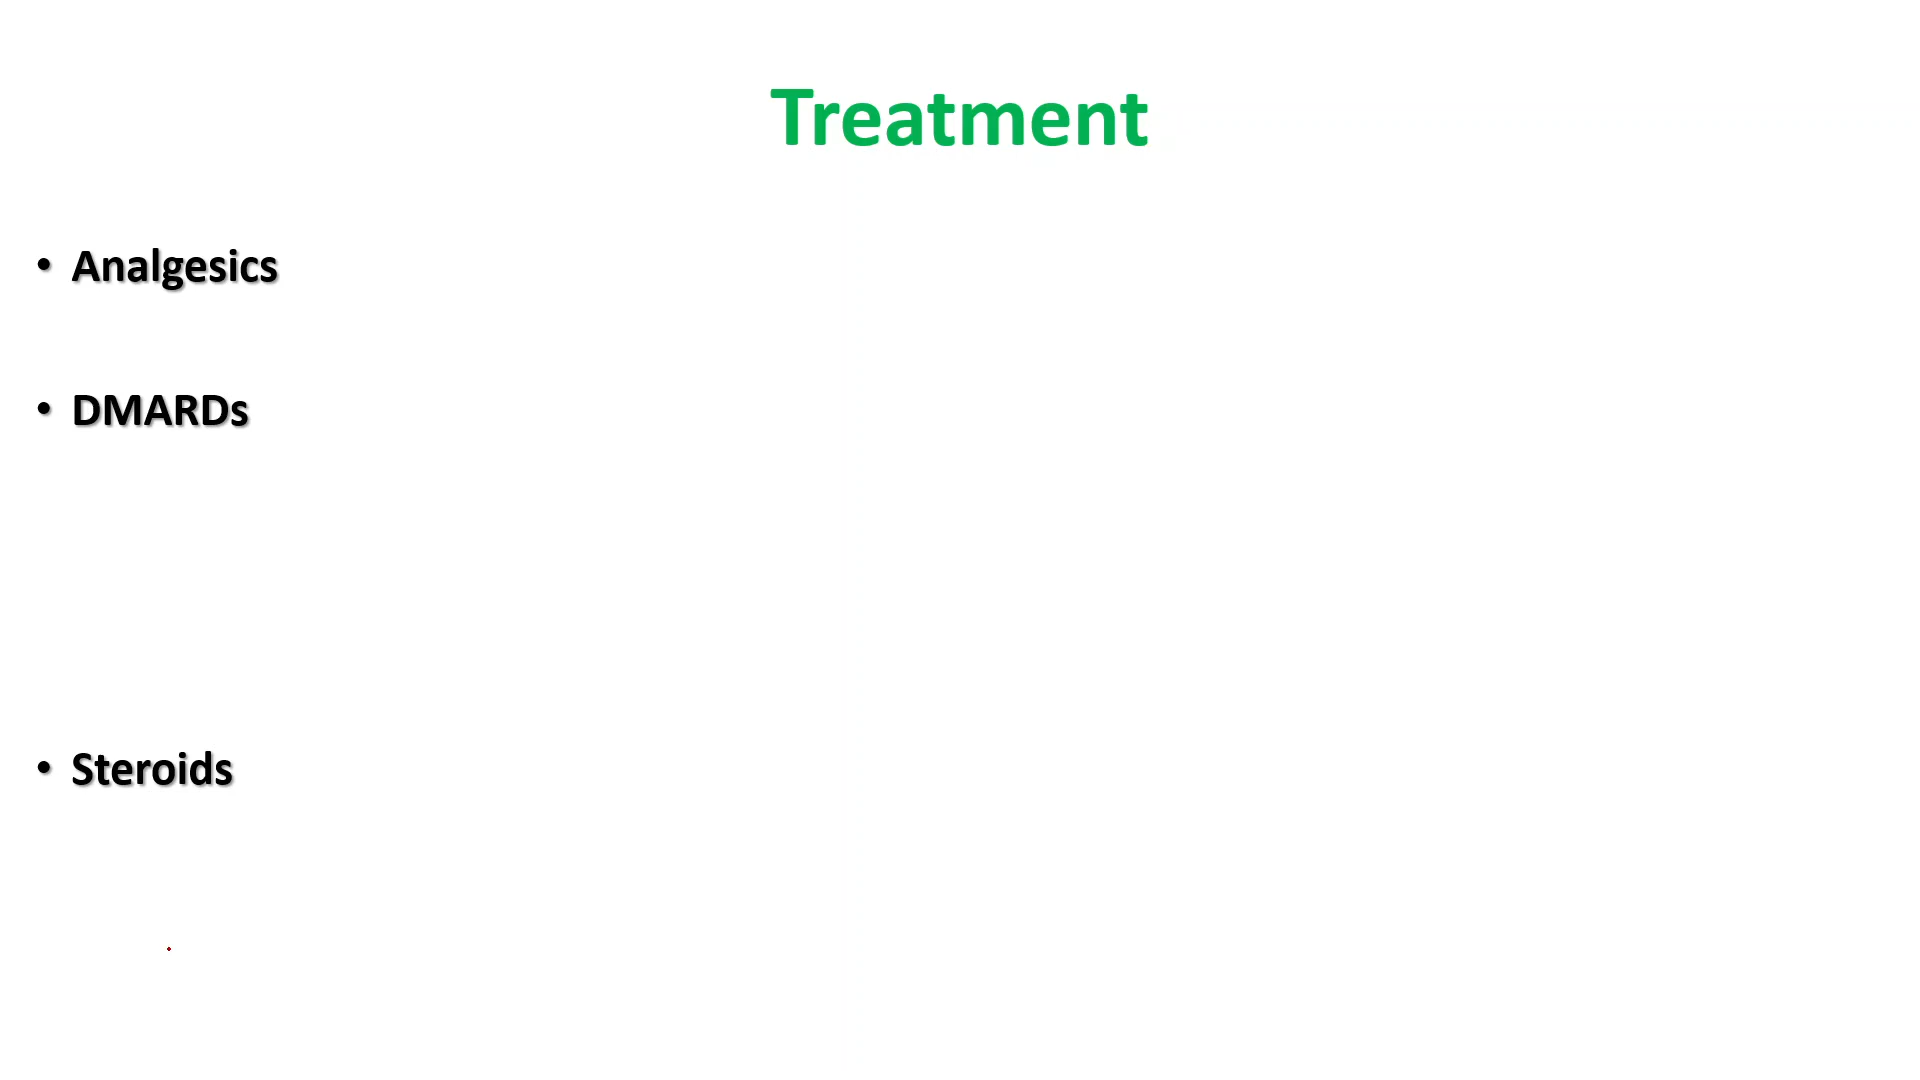 Treatment
• Analgesics
• DMARDs
• Steroids